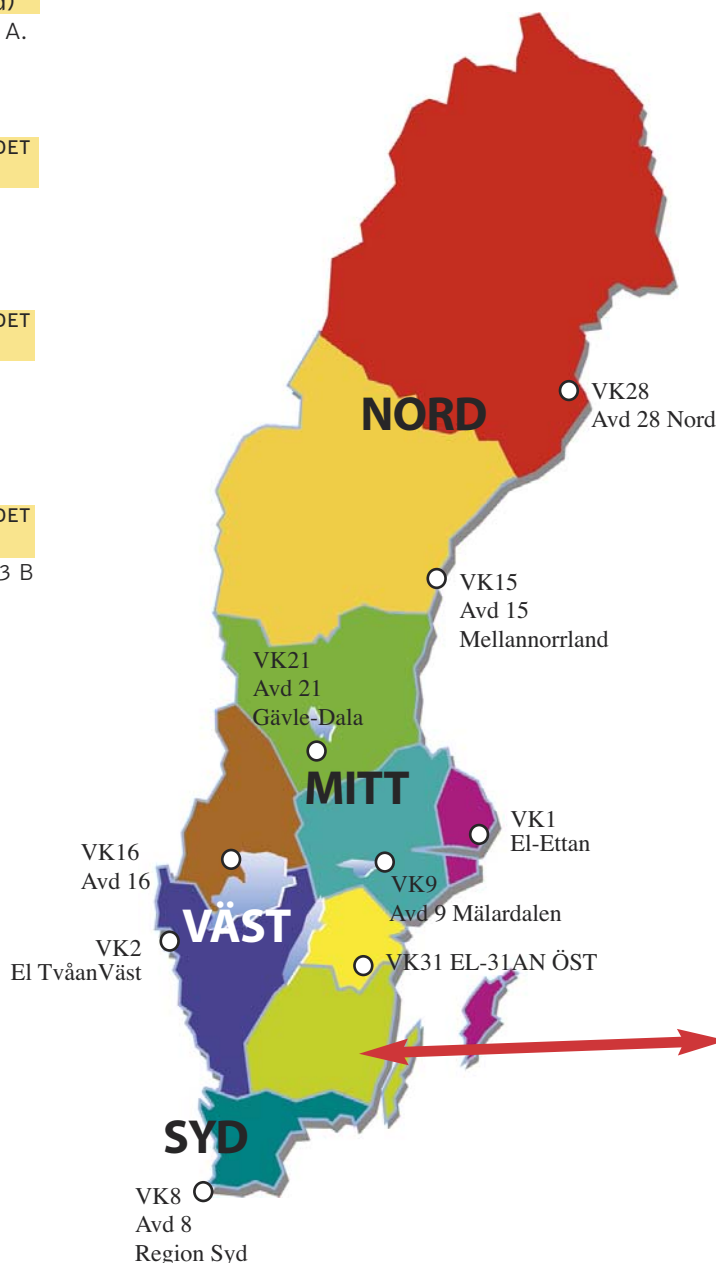 d)
A.
DET
DET
DET
3 B
NORD
VK28
Avd 28 Nord
VK15
Avd 15
Mellannorrland
VK21
Avd 21
Gävle-Dala
MITT
VK1
El-Ettan
VK16
Avd 16
VK9
Avd 9 Mälardalen
VÄST
VK2
El TvåanVäst
VK31 EL-31AN ÖST
SYD
VK8
Avd 8
Region Syd